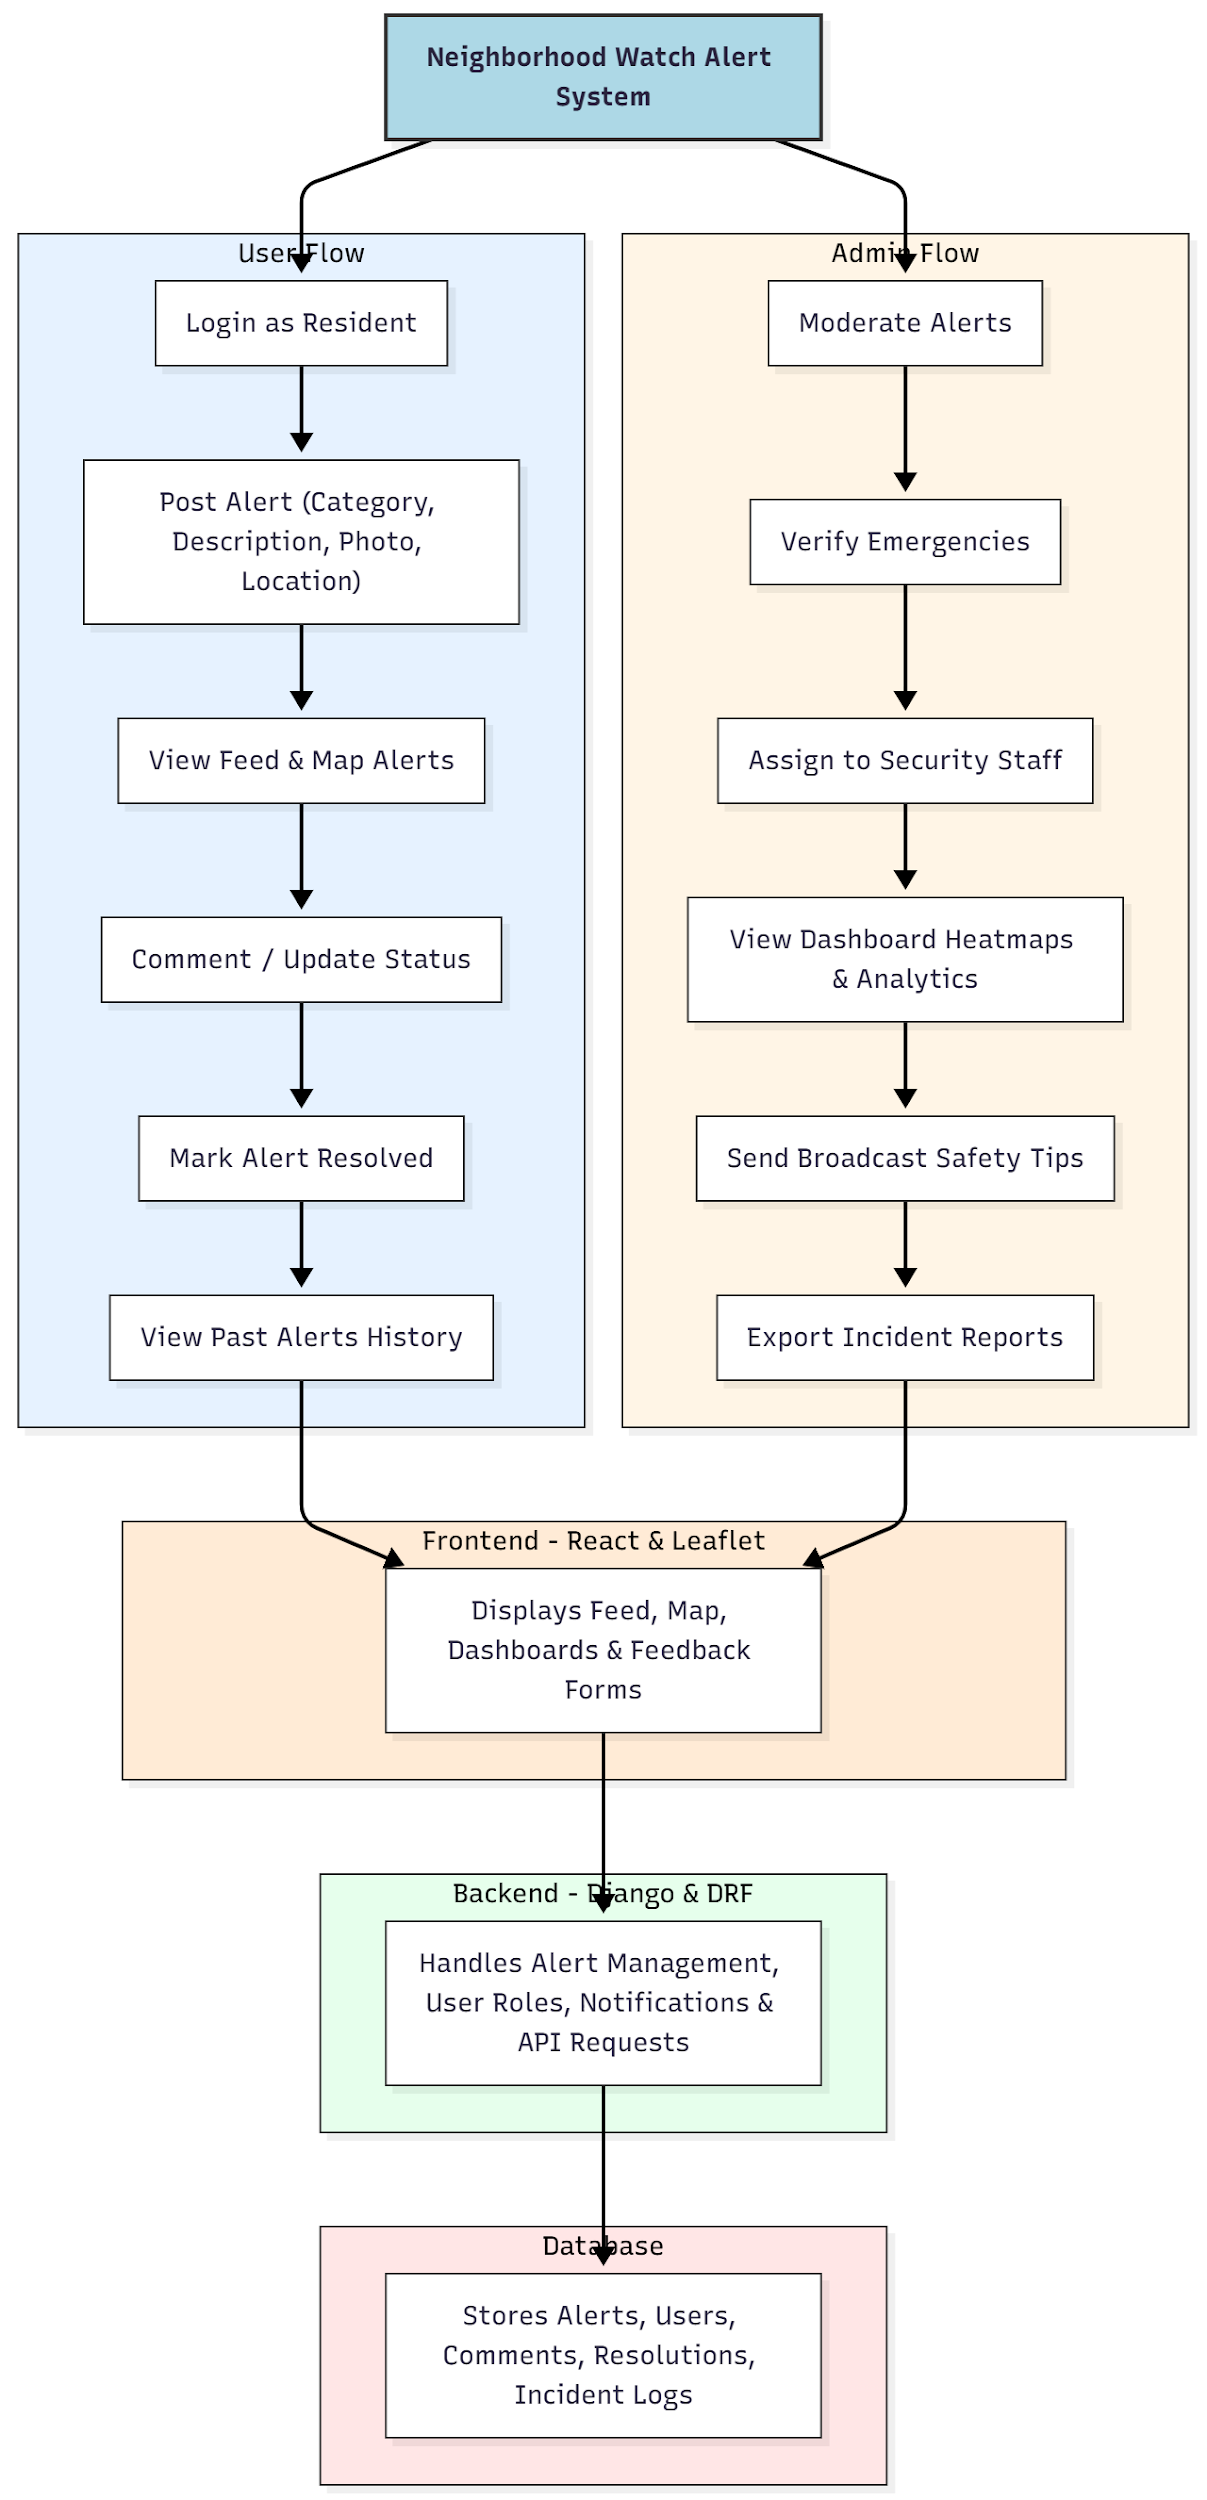 Neighborhood Watch Alert
System
User Flow
Login as Resident
Post Alert (Category,
Description, Photo,
Location)
View Feed & Map Alerts
Comment / Update Status
Mark Alert Resolved
View Past Alerts History
Admin Flow
Moderate Alerts
Verify Emergencies
Assign to Security Staff
View Dashboard Heatmaps
& Analytics
Send Broadcast Safety Tips
Export Incident Reports
Frontend - React & Leaflet
Displays Feed, Map,
Dashboards & Feedback
Forms
Backend - Django & DRF
Handles Alert Management,
User Roles, Notifications &
API Requests
Database
Stores Alerts, Users,
Comments, Resolutions,
Incident Logs